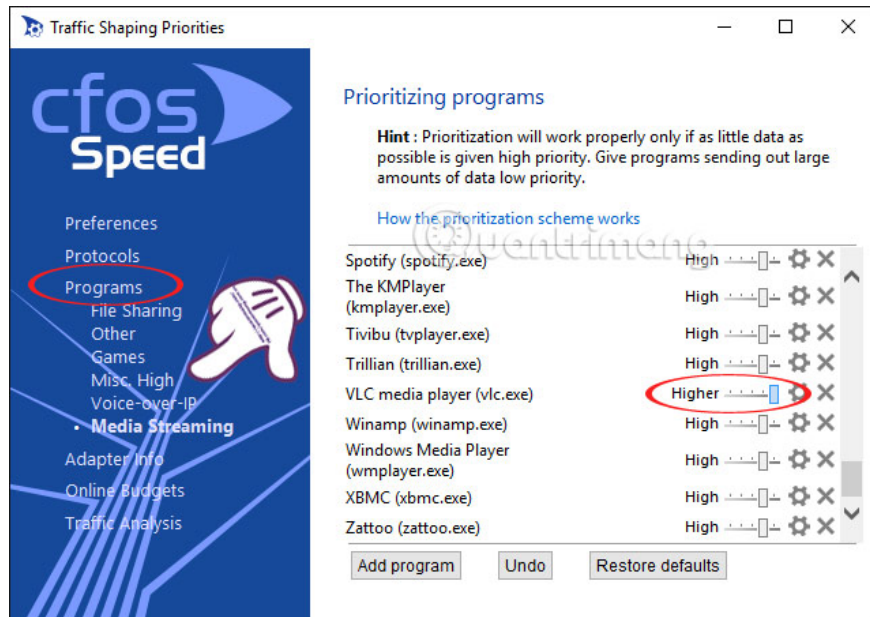 Traffic Shaping Priorities
cfos
Speed
Preferences
Protocols
Programs
File Sharing
Other
Games
Misc. High
Voice-over-IP
• Media Streaming
Adapter Info
Online Budgets
Traffic Analysis
Prioritizing programs
Hint : Prioritization will work properly only if as little data as
possible is given high priority. Give programs sending out large
amounts of data low priority.
How the prioritization scheme works
Quantrimang
Spotify (spotify.exe) High
The KMPlayer
(kmplayer.exe) High
Tivibu (tvplayer.exe) High
Trillian (trillian.exe) High
VLC media player (vlc.exe) Higher
Winamp (winamp.exe) High
Windows Media Player
(wmplayer.exe) High
XBMC (xbmc.exe) High
Zattoo (zattoo.exe) High
Add program Undo Restore defaults